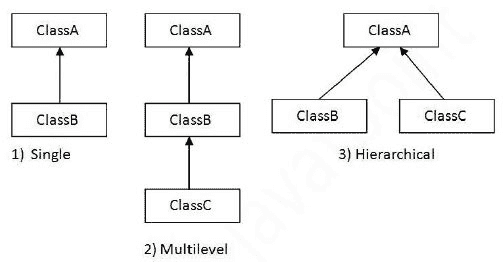 ClassA
ClassB
1) Single
ClassA
ClassB
ClassC
2) Multilevel
ClassA
ClassB
ClassC
3) Hierarchical